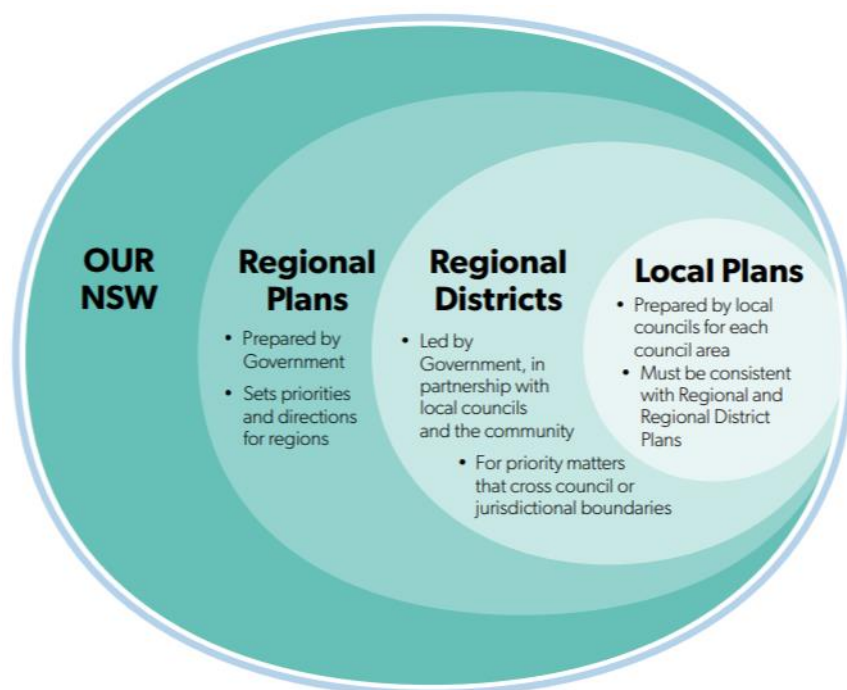 OUR
NSW
Regional
Plans
• Prepared by
Government
• Sets priorities
and directions
for regions
Regional
Districts
• Led by
Government, in
partnership with
local councils
and the community
• For priority matters
that cross council or
jurisdictional boundaries
Local Plans
• Prepared by local
councils for each
council area
• Must be consistent
with Regional and
Regional District
Plans